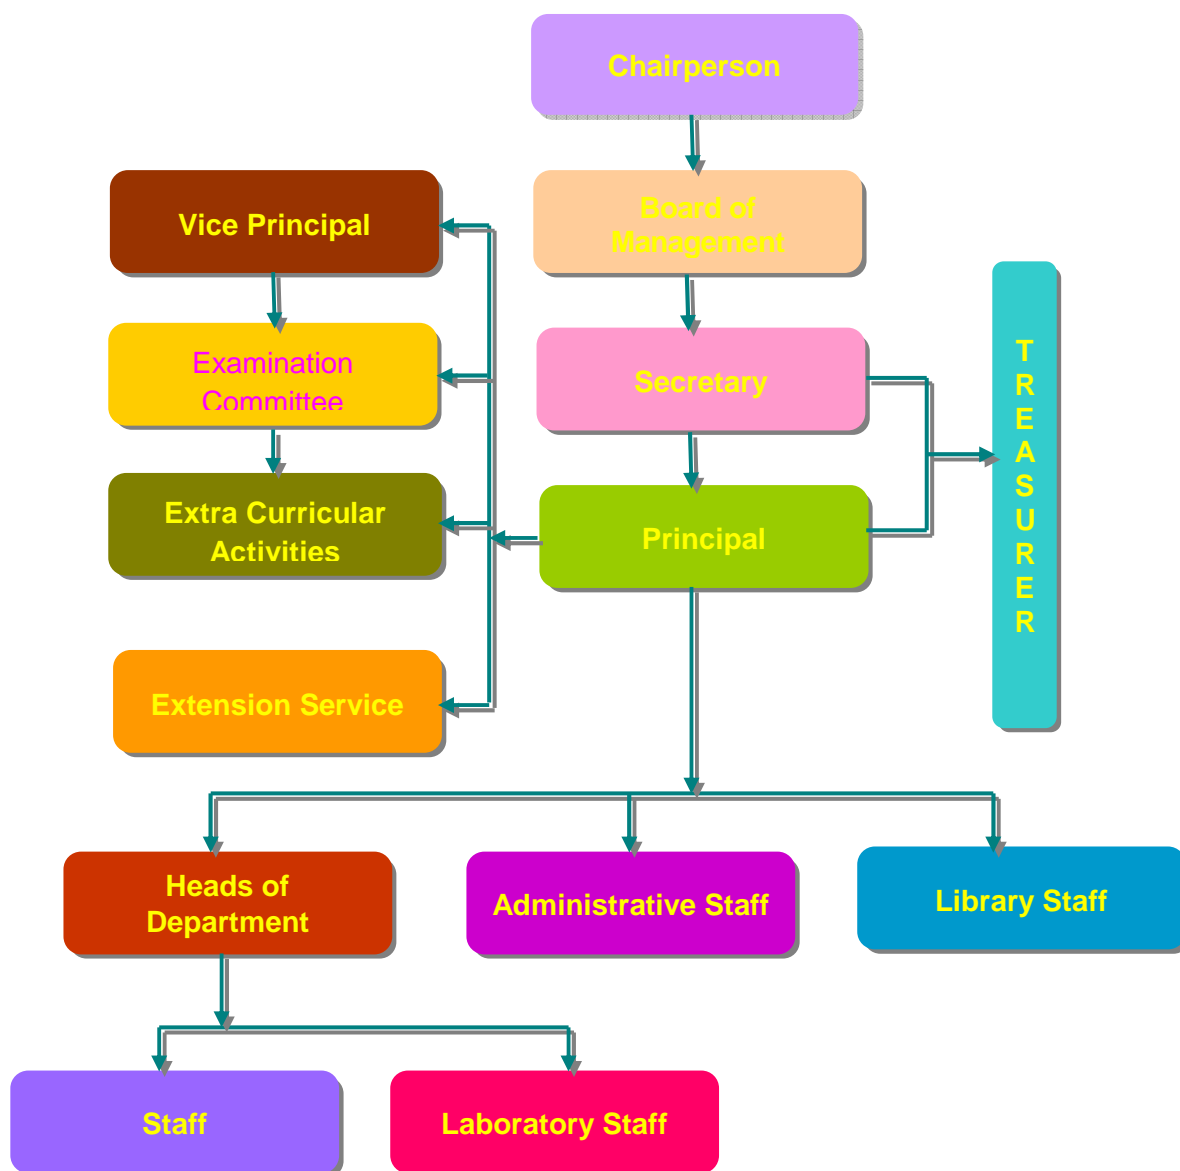 Chairperson
Vice Principal
Board of
Management
Examination
Committee
Secretary
TREASURER
Extra Curricular
Activities
Principal
Extension Service
Heads of
Department
Administrative Staff
Library Staff
Staff
Laboratory Staff